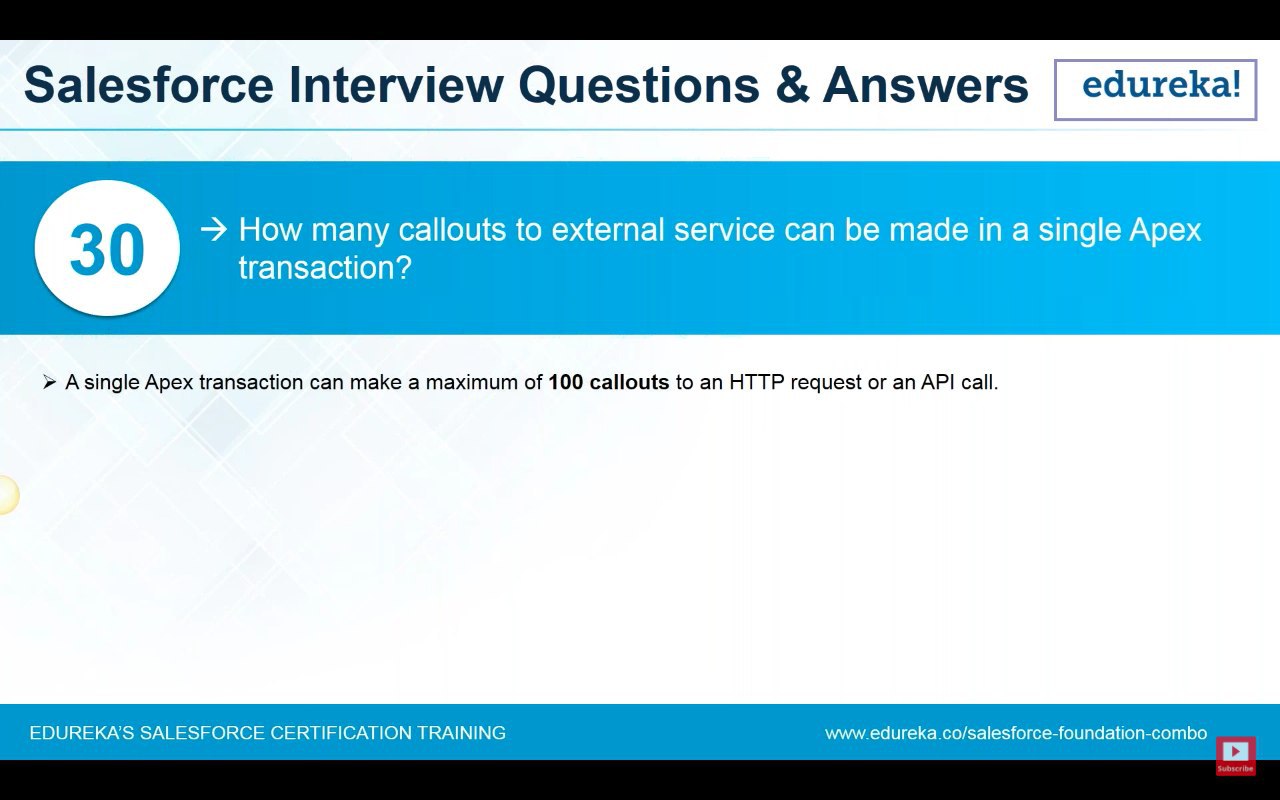 Salesforce Interview Questions & Answers
edureka!
30
→ How many callouts to external service can be made in a single Apex
transaction?
➢ A single Apex transaction can make a maximum of 100 callouts to an HTTP request or an API call.
EDUREKA'S SALESFORCE CERTIFICATION TRAINING
www.edureka.co/salesforce-foundation-combo
Subscribe